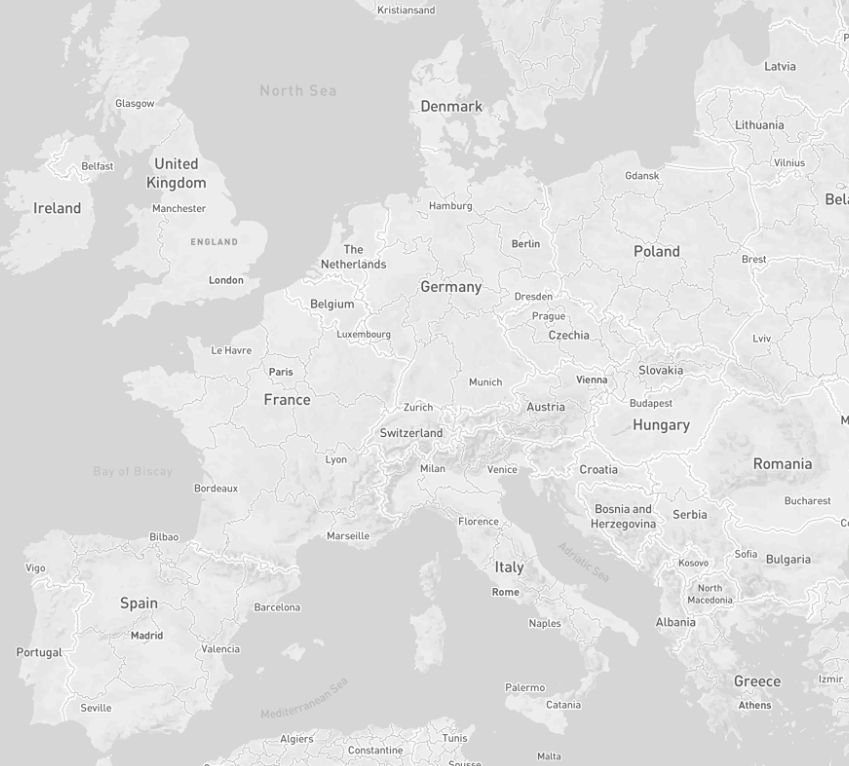 Kristiansand
Latvia
North Sea
Glasgow
Denmark
Lithuania
Vilnius
United
Kingdom
Belfast
Gdansk
Ireland
Manchester
Hamburg
Bela
ENGLAND
Berlin
Poland
The
Netherlands
Brest
London
Germany
Dresden
Belgium
Prague
Luxembourg
Czechia
Lviv
Le Havre
Paris
Slovakia
Munich
Vienna
France
Zurich
Austria
Budapest
Switzerland
Hungary
M
Lyon
Milan
Venice
Croatia
Romania
Bay of Biscay
Bordeaux
Bucharest
Bosnia and
Herzegovina
Serbia
Florence
Co
Bilbao
Marseille
Adriatic Sea
Sofia
Bulgaria
Vigo
Italy
Kosovo
Rome
North
Macedonia
Spain
Barcelona
Naples
Albania
Madrid
Portugal
Valencia
Greece
Izmir
Mediterranean Sea
Palermo
Catania
Athens
Seville
Algiers
Tunis
Constantine
Malta
Sousse